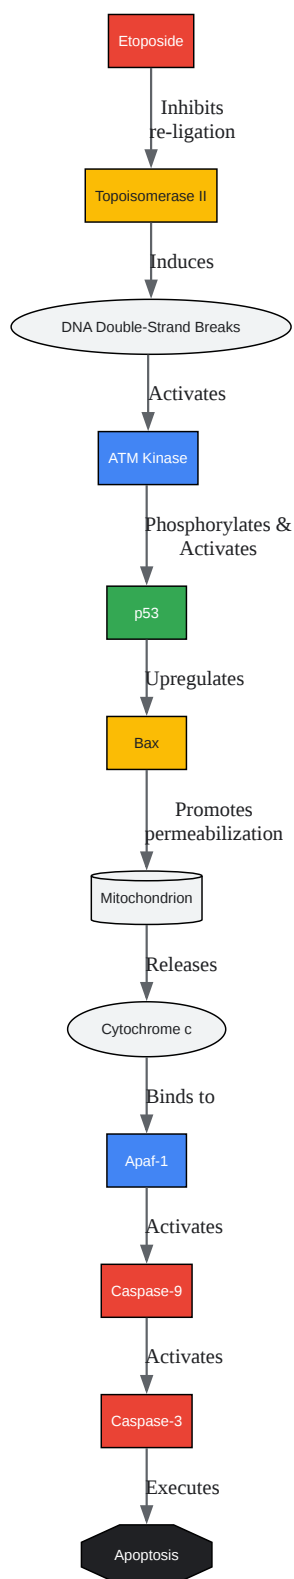 Etoposide
Inhibits
re-ligation
Topoisomerase II
Induces
DNA Double-Strand Breaks
Activates
ATM Kinase
Phosphorylates &
Activates
p53
Upregulates
Bax
Promotes
permeabilization
Mitochondrion
Releases
Cytochrome c
Binds to
Apaf-1
Activates
Caspase-9
Activates
Caspase-3
Executes
Apoptosis